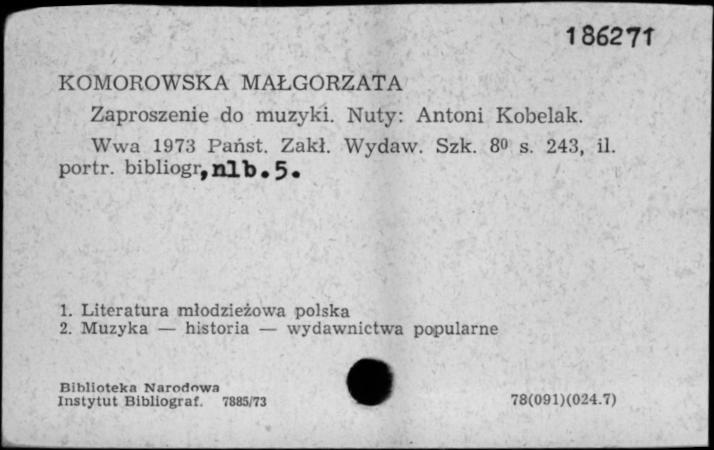 186271
KOMOROWSKA MAŁGORZATA
Zaproszenie do muzyki. Nuty: Antoni Kobelak.
Wwa 1973 Państ. Zakł. Wydaw. Szk. 8⁰ s. 243, il.
portr. bibliogr, nlb. 5.
1. Literatura młodzieżowa polska
2. Muzyka — historia — wydawnictwa popularne
Biblioteka Narodowa
Instytut Bibliograf. 7885/73
78(091)(024.7)